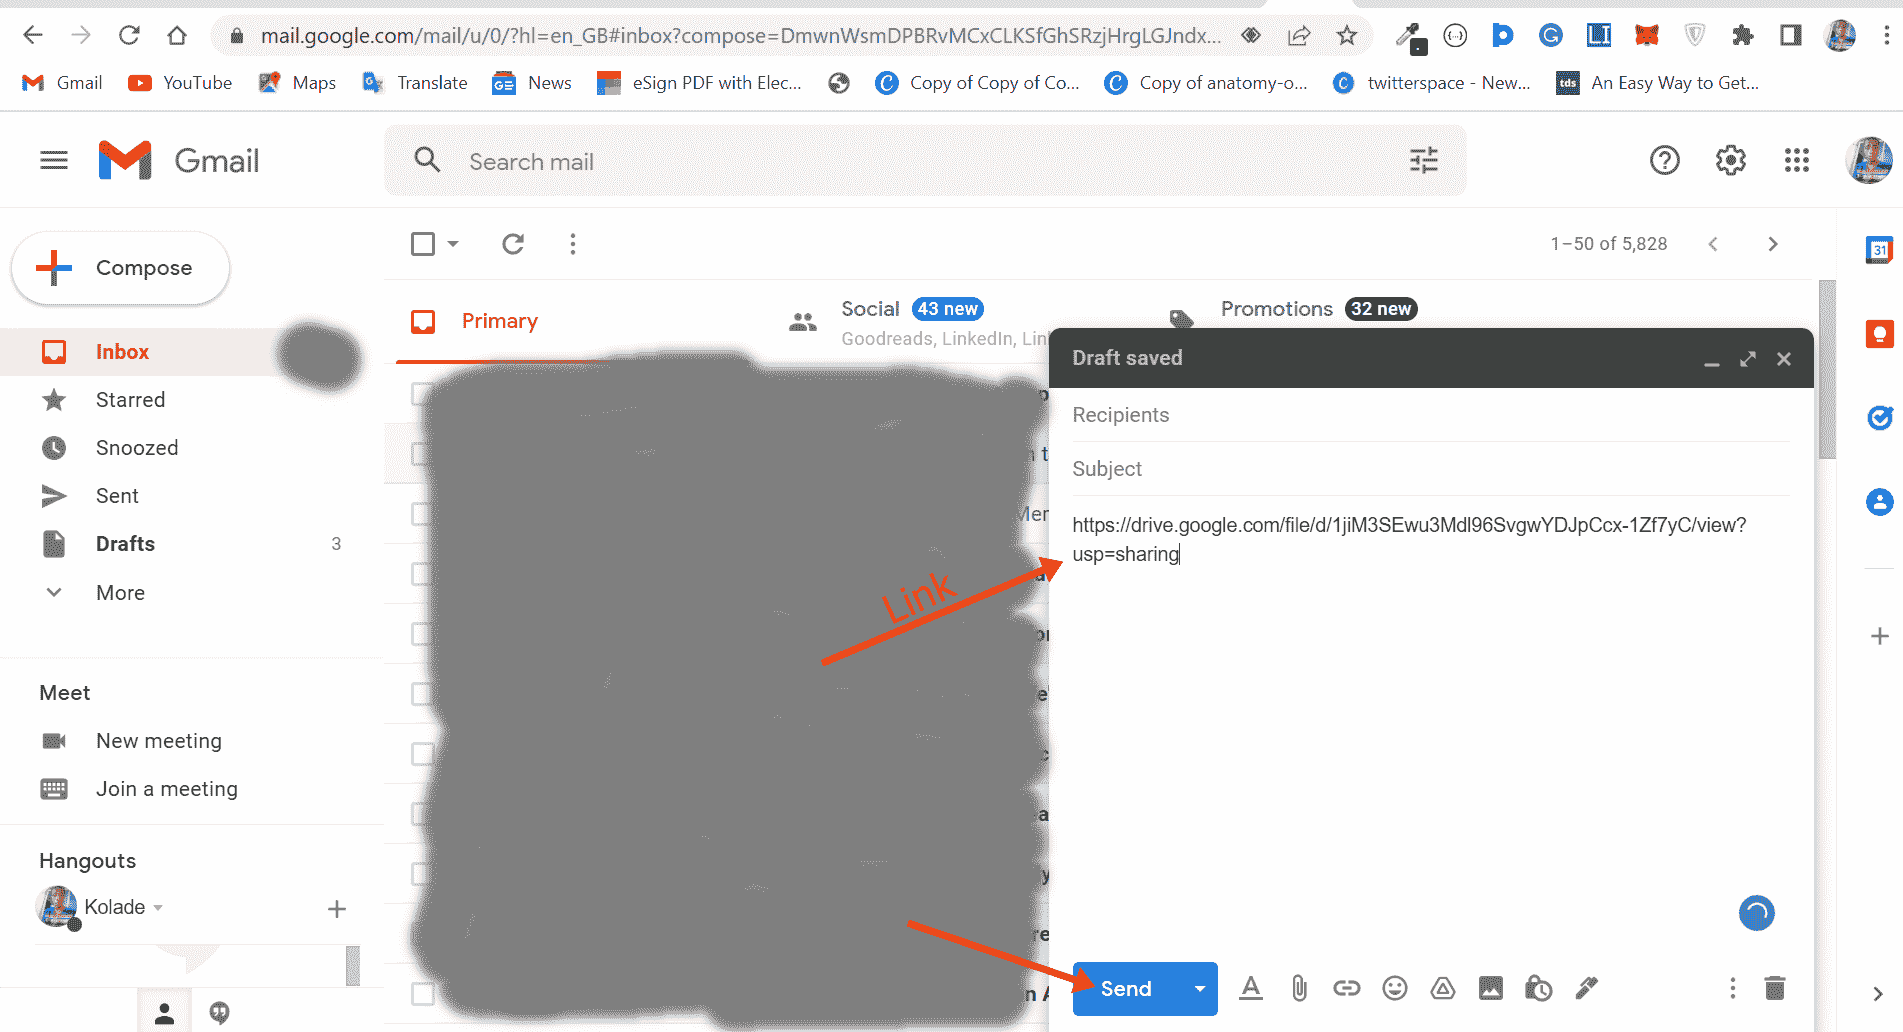 mail.google.com/mail/u/0/?hl=en_GB#inbox?compose=DmwnWsmDPBRvMCxCLKSfGhSRzjHrgLGJndx...
Gmail YouTube Maps Translate News eSign PDF with Elec... Copy of Copy of Co... Copy of anatomy-o... twitterspace - New... tds An Easy Way to Get...
Gmail
Search mail
Compose
1–50 of 5,828
31
Primary
Social 43 new
Goodreads, LinkedIn, Lin
Promotions 32 new
Inbox
Starred
Snoozed
Sent
Drafts 3
More
Meet
New meeting
Join a meeting
Hangouts
Kolade
Draft saved
Recipients
Subject
https://drive.google.com/file/d/1jiM3SEwu3Mdl96SvgwYDJpCcx-1Zf7yC/view?
usp=sharing
Link
Send